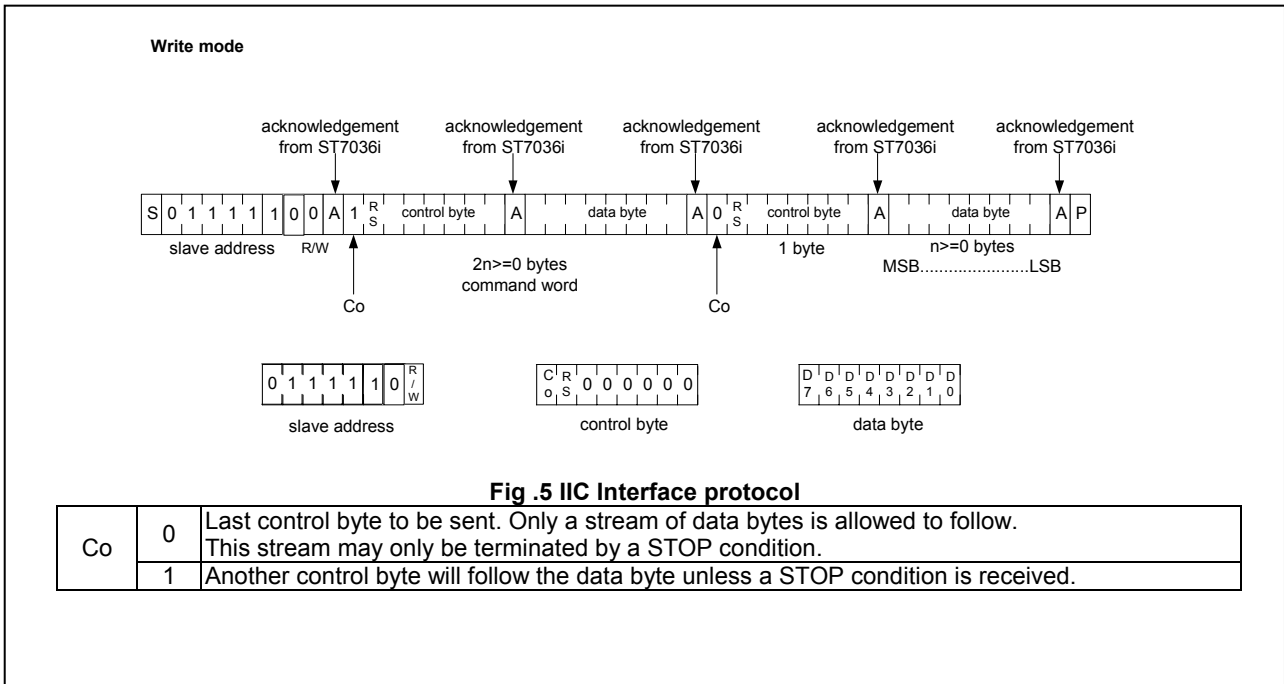 Write mode
acknowledgement acknowledgement acknowledgement acknowledgement acknowledgement
from ST7036i from ST7036i from ST7036i from ST7036i from ST7036i
S 0 1 1 1 1 1 0 0 A 1 RS control byte A data byte A 0 RS control byte A data byte A P
slave address R/W 1 byte n>=0 bytes
2n>=0 bytes MSB.......................LSB
command word
Co Co
0 1 1 1 1 1 0 R/W Co RS 0 0 0 0 0 0 D7 D6 D5 D4 D3 D2 D1 D0
slave address control byte data byte
Fig .5 IIC Interface protocol
Co 0 Last control byte to be sent. Only a stream of data bytes is allowed to follow.
This stream may only be terminated by a STOP condition.
1 Another control byte will follow the data byte unless a STOP condition is received.